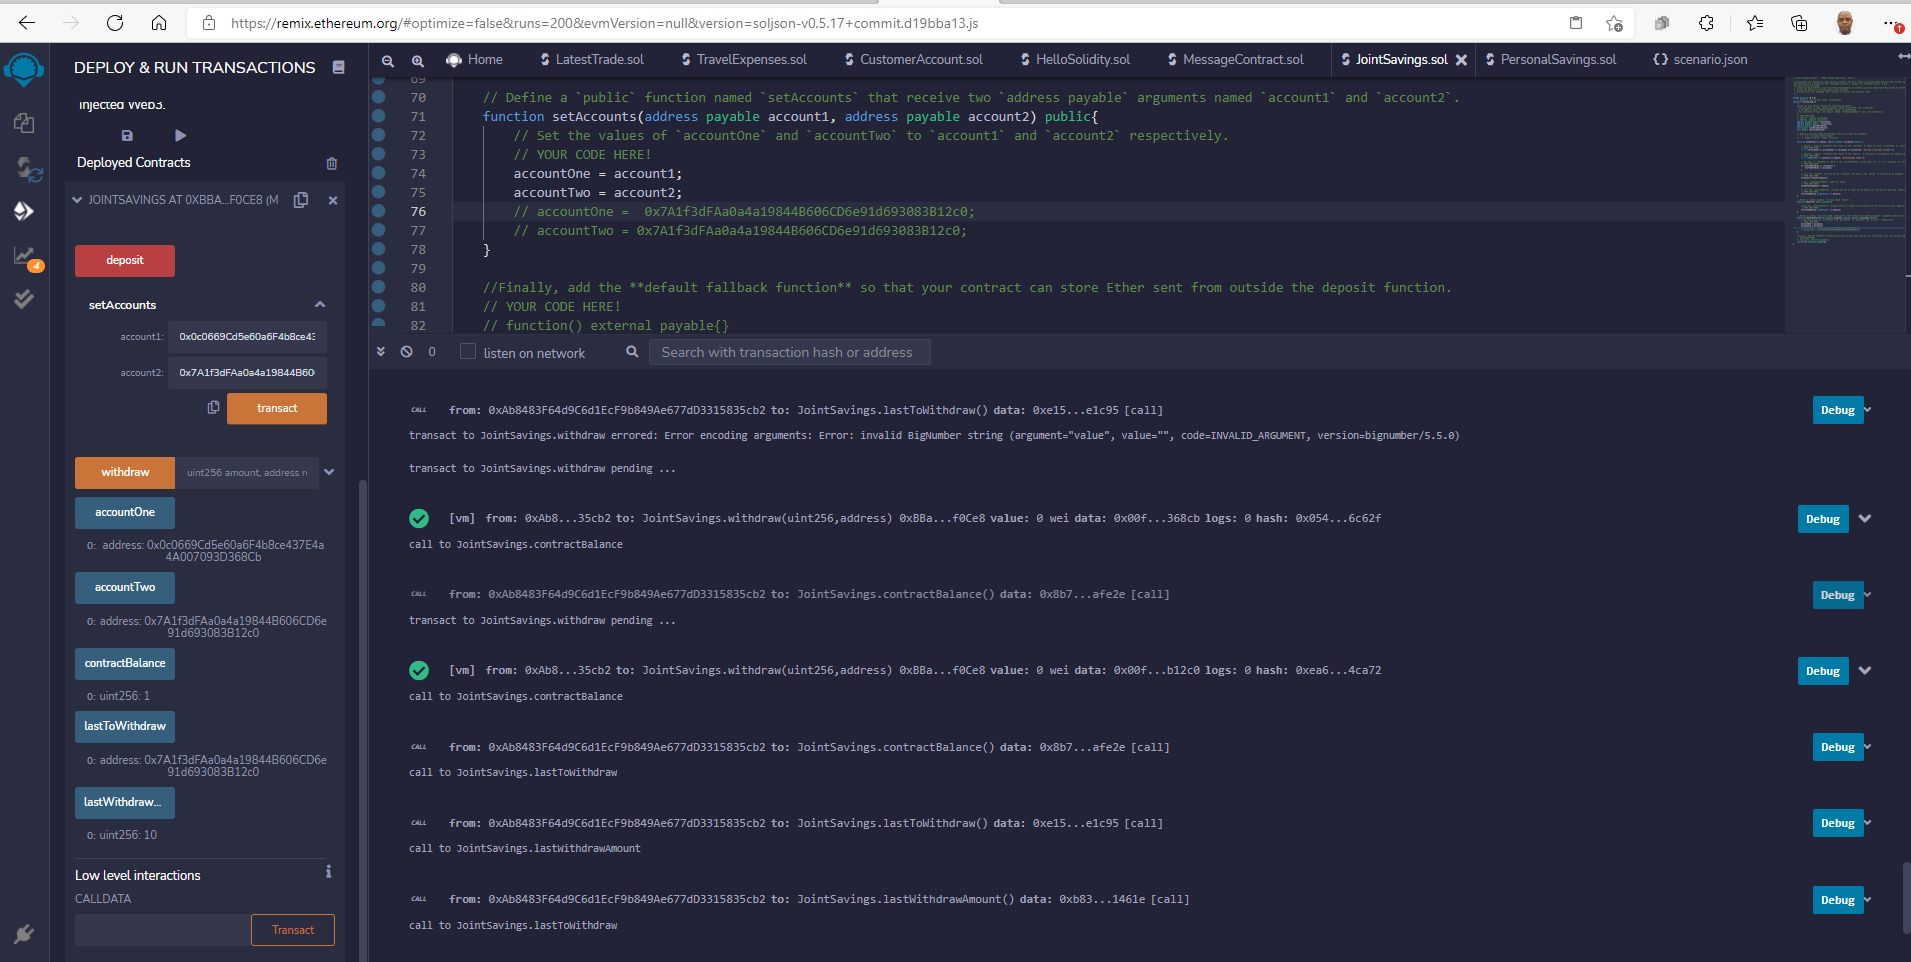 https://remix.ethereum.org/#optimize=false&runs=200&evmVersion=null&version=soljson-v0.5.17+commit.d19bba13.js
DEPLOY & RUN TRANSACTIONS
Home
LatestTrade.sol
TravelExpenses.sol
CustomerAccount.sol
HelloSolidity.sol
MessageContract.sol
JointSavings.sol
PersonalSavings.sol
{} scenario.json
Injected Web3.
Deployed Contracts
JOINTSAVINGS AT 0XBBA...F0CE8 (M
deposit
setAccounts
account1: 0x0c0669Cd5e60a6F4b8ce43
account2: 0x7A1f3dFAa0a4a19844B60
transact
withdraw uint256 amount, address r
accountOne
0: address: 0x0c0669Cd5e60a6F4b8ce437E4a
4A007093D368Cb
accountTwo
0: address: 0x7A1f3dFAa0a4a19844B606CD6e
91d693083B12c0
contractBalance
0: uint256: 1
lastToWithdraw
0: address: 0x7A1f3dFAa0a4a19844B606CD6e
91d693083B12c0
lastWithdraw...
0: uint256: 10
Low level interactions
CALLDATA
Transact
4
69
70 // Define a `public` function named `setAccounts` that receive two `address payable` arguments named `account1` and `account2`.
71 function setAccounts(address payable account1, address payable account2) public{
72 // Set the values of `accountOne` and `accountTwo` to `account1` and `account2` respectively.
73 // YOUR CODE HERE!
74 accountOne = account1;
75 accountTwo = account2;
76 // accountOne =  0x7A1f3dFAa0a4a19844B606CD6e91d693083B12c0;
77 // accountTwo = 0x7A1f3dFAa0a4a19844B606CD6e91d693083B12c0;
78 }
79
80 //Finally, add the **default fallback function** so that your contract can store Ether sent from outside the deposit function.
81 // YOUR CODE HERE!
82 // function() external payable{}
0 listen on network Search with transaction hash or address
CALL from: 0xAb8483F64d9C6d1EcF9b849Ae677dD3315835cb2 to: JointSavings.lastToWithdraw() data: 0xe15...e1c95 [call] Debug
transact to JointSavings.withdraw errored: Error encoding arguments: Error: invalid BigNumber string (argument="value", value="", code=INVALID_ARGUMENT, version=bignumber/5.5.0)
transact to JointSavings.withdraw pending ...
[vm] from: 0xAb8...35cb2 to: JointSavings.withdraw(uint256,address) 0xBBa...f0Ce8 value: 0 wei data: 0x00f...368cb logs: 0 hash: 0x054...6c62f Debug
call to JointSavings.contractBalance
CALL from: 0xAb8483F64d9C6d1EcF9b849Ae677dD3315835cb2 to: JointSavings.contractBalance() data: 0x8b7...afe2e [call] Debug
transact to JointSavings.withdraw pending ...
[vm] from: 0xAb8...35cb2 to: JointSavings.withdraw(uint256,address) 0xBBa...f0Ce8 value: 0 wei data: 0x00f...b12c0 logs: 0 hash: 0xea6...4ca72 Debug
call to JointSavings.contractBalance
CALL from: 0xAb8483F64d9C6d1EcF9b849Ae677dD3315835cb2 to: JointSavings.contractBalance() data: 0x8b7...afe2e [call] Debug
call to JointSavings.lastToWithdraw
CALL from: 0xAb8483F64d9C6d1EcF9b849Ae677dD3315835cb2 to: JointSavings.lastToWithdraw() data: 0xe15...e1c95 [call] Debug
call to JointSavings.lastWithdrawAmount
CALL from: 0xAb8483F64d9C6d1EcF9b849Ae677dD3315835cb2 to: JointSavings.lastWithdrawAmount() data: 0xb83...1461e [call] Debug
call to JointSavings.lastToWithdraw